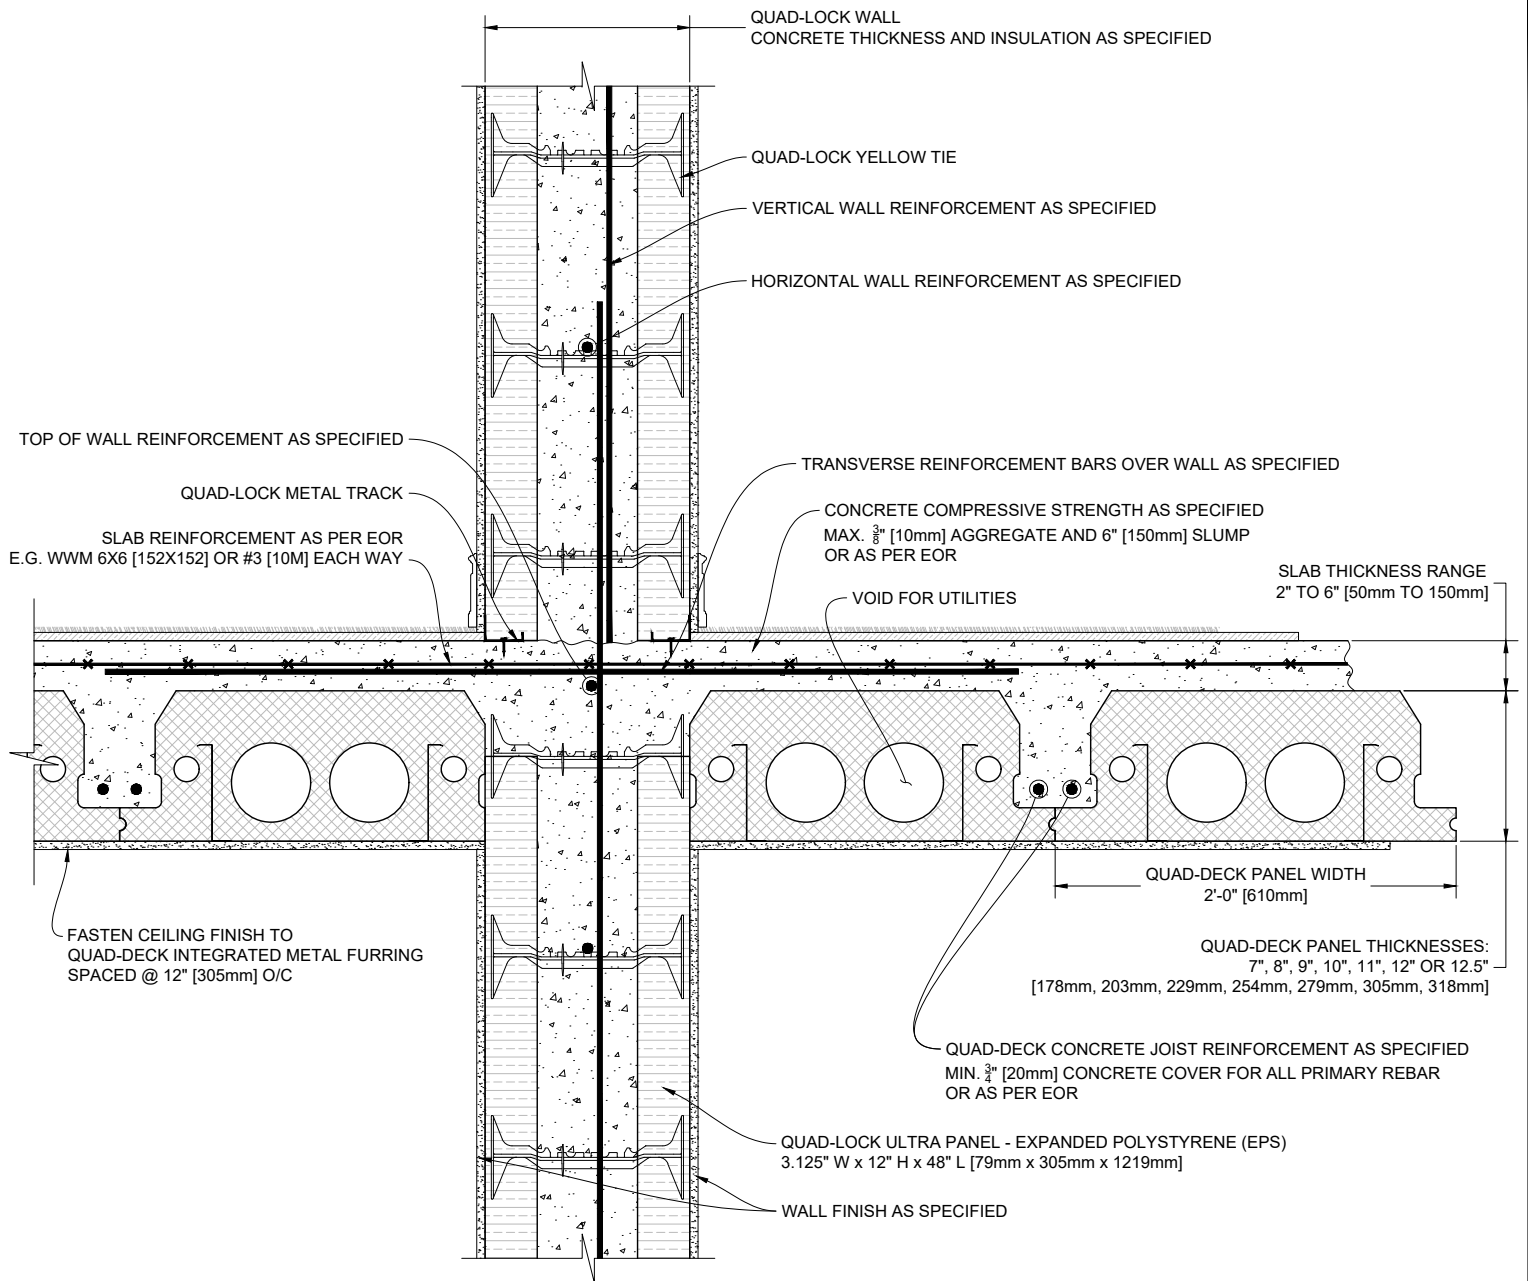 QUAD-LOCK WALL
CONCRETE THICKNESS AND INSULATION AS SPECIFIED
QUAD-LOCK YELLOW TIE
VERTICAL WALL REINFORCEMENT AS SPECIFIED
HORIZONTAL WALL REINFORCEMENT AS SPECIFIED
TOP OF WALL REINFORCEMENT AS SPECIFIED
QUAD-LOCK METAL TRACK
SLAB REINFORCEMENT AS PER EOR
E.G. WWM 6X6 [152X152] OR #3 [10M] EACH WAY
TRANSVERSE REINFORCEMENT BARS OVER WALL AS SPECIFIED
CONCRETE COMPRESSIVE STRENGTH AS SPECIFIED
MAX. 3/8" [10mm] AGGREGATE AND 6" [150mm] SLUMP
OR AS PER EOR
VOID FOR UTILITIES
SLAB THICKNESS RANGE
2" TO 6" [50mm TO 150mm]
QUAD-DECK PANEL WIDTH
2'-0" [610mm]
FASTEN CEILING FINISH TO
QUAD-DECK INTEGRATED METAL FURRING
SPACED @ 12" [305mm] O/C
QUAD-DECK PANEL THICKNESSES:
7", 8", 9", 10", 11", 12" OR 12.5"
[178mm, 203mm, 229mm, 254mm, 279mm, 305mm, 318mm]
QUAD-DECK CONCRETE JOIST REINFORCEMENT AS SPECIFIED
MIN. 3/4" [20mm] CONCRETE COVER FOR ALL PRIMARY REBAR
OR AS PER EOR
QUAD-LOCK ULTRA PANEL - EXPANDED POLYSTYRENE (EPS)
3.125" W x 12" H x 48" L [79mm x 305mm x 1219mm]
WALL FINISH AS SPECIFIED